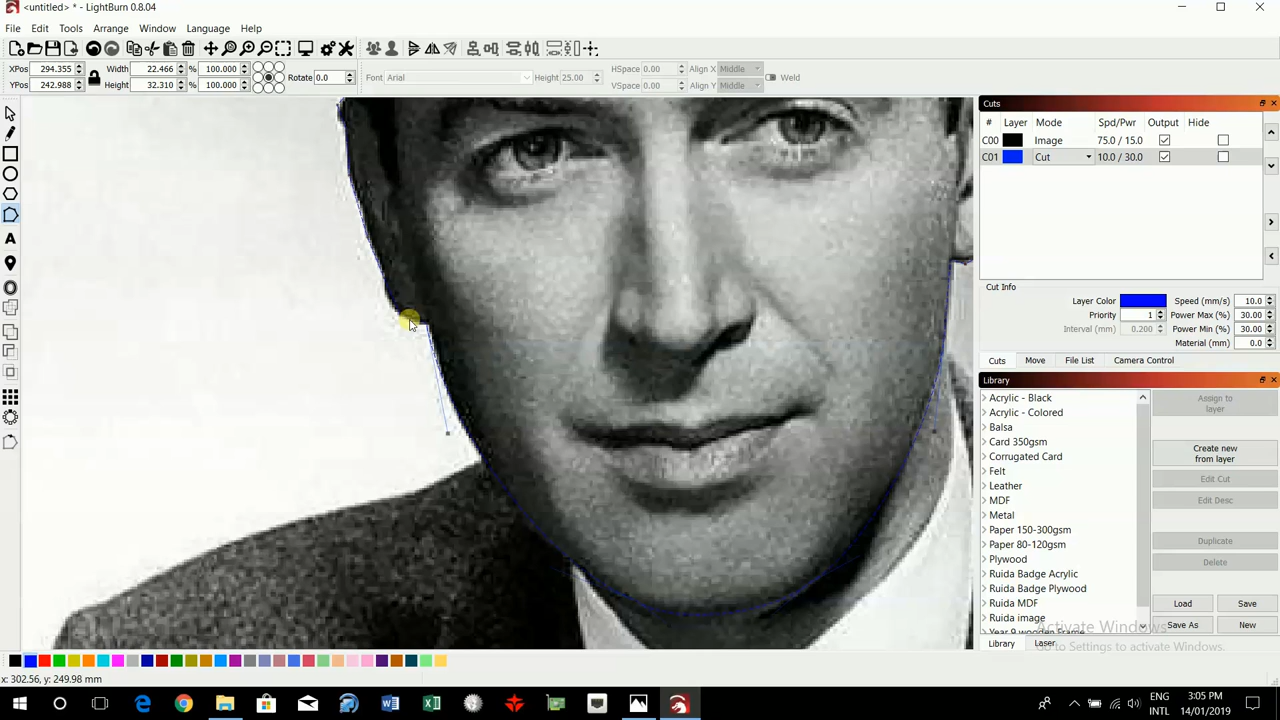 <untitled> * - LightBurn 0.8.04
File Edit Tools Arrange Window Language Help
XPos 294.355 Width 22.466 % 100.000
YPos 242.988 Height 32.310 % 100.000
Rotate 0.0
Font Arial Height 25.00
HSpace 0.00 Align X Middle Weld
VSpace 0.00 Align Y Middle
Cuts
# Layer Mode Spd/Pwr Output Hide
C00 Image 75.0 / 15.0
C01 Cut 10.0 / 30.0
Cut Info
Layer Color Speed (mm/s) 10.0
Priority 1 Power Max (%) 30.00
Interval (mm) 0.200 Power Min (%) 30.00
Material (mm) 0.0
Cuts Move File List Camera Control
Library
Acrylic - Black
Acrylic - Colored
Balsa
Card 350gsm
Corrugated Card
Felt
Leather
MDF
Metal
Paper 150-300gsm
Paper 80-120gsm
Plywood
Ruida Badge Acrylic
Ruida Badge Plywood
Ruida MDF
Ruida image
Year 9 wooden Frame
Assign to
layer
Create new
from layer
Edit Cut
Edit Desc
Duplicate
Delete
Load Save
Save As New
Activate Windows
Go to Settings to activate Windows.
Library Laser
x: 302.56, y: 249.98 mm
ENG 3:05 PM
INTL 14/01/2019